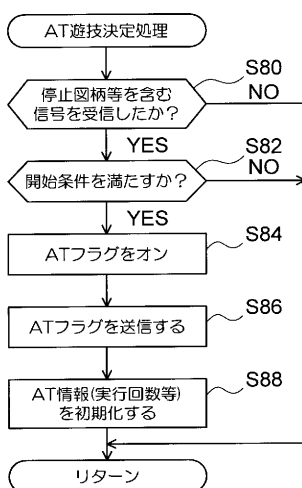 AT遊技決定処理
S80
停止図柄等を含む
信号を受信したか？
NO
YES
S82
開始条件を満たすか？
NO
YES
S84
ATフラグをオン
S86
ATフラグを送信する
S88
AT情報(実行回数等)
を初期化する
リターン